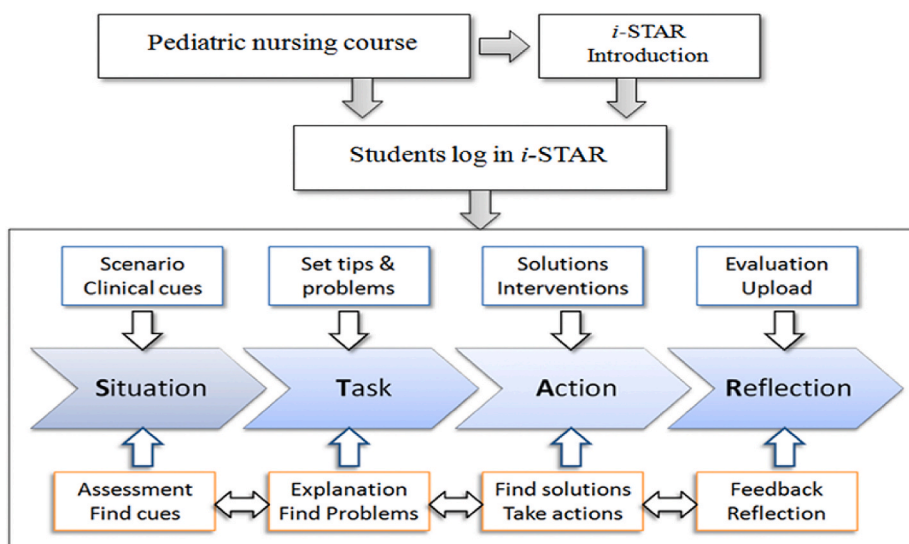 Pediatric nursing course
i-STAR
Introduction
Students log in i-STAR
Scenario
Clinical cues
Set tips &
problems
Solutions
Interventions
Evaluation
Upload
Situation
Task
Action
Reflection
Assessment
Find cues
Explanation
Find Problems
Find solutions
Take actions
Feedback
Reflection